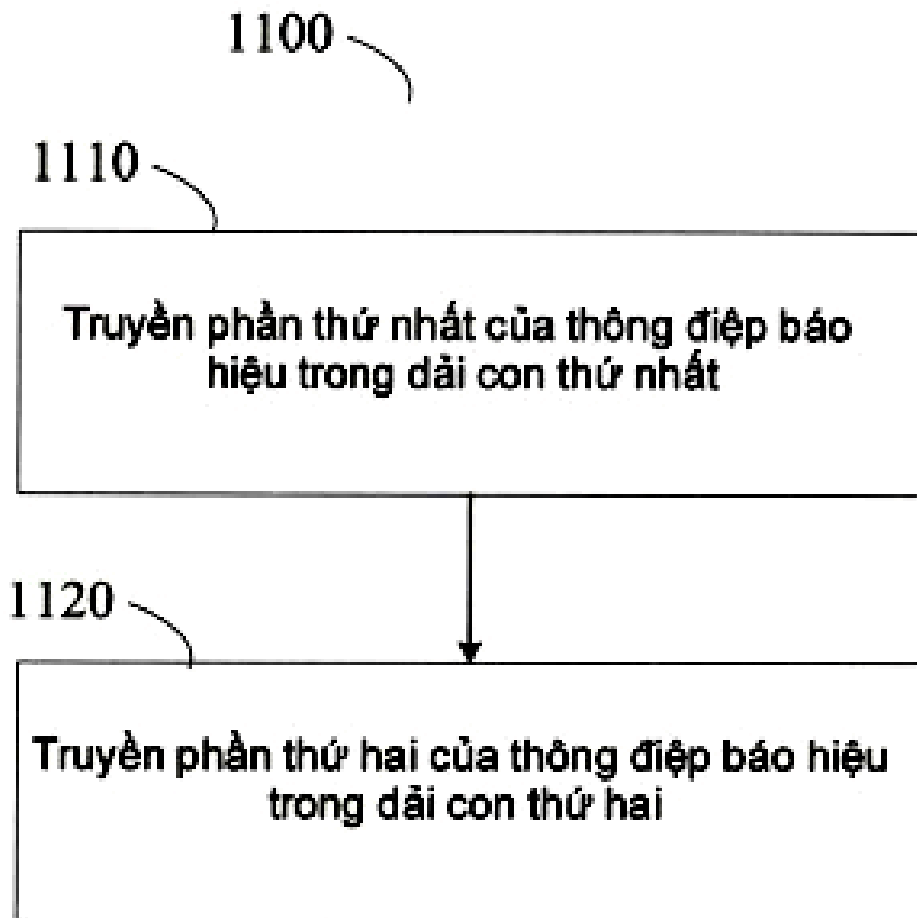 1100
1110
Truyền phần thứ nhất của thông điệp báo
hiệu trong dải con thứ nhất
1120
Truyền phần thứ hai của thông điệp báo hiệu
trong dải con thứ hai